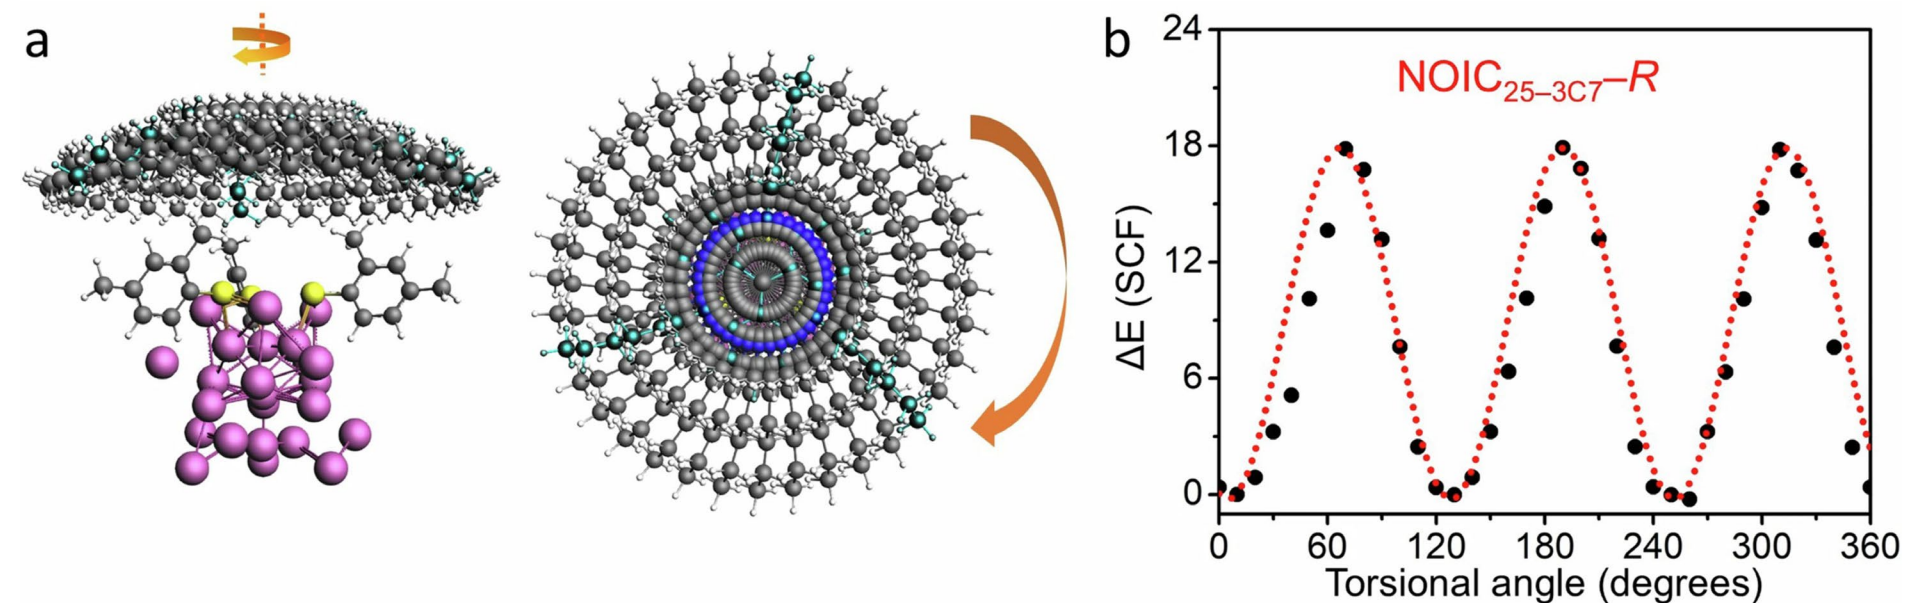 a
b
NOIC25–3C7–R
ΔE (SCF)
24
18
12
6
0
0 60 120 180 240 300 360
Torsional angle (degrees)